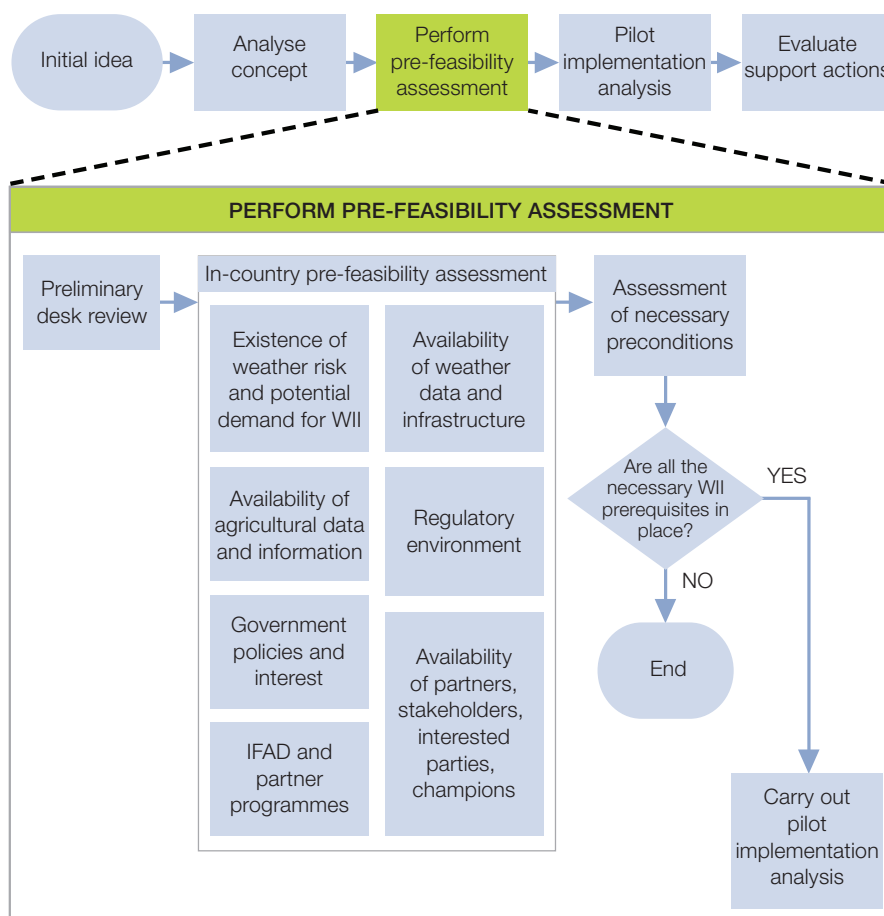 Initial idea
Analyse
concept
Perform
pre-feasibility
assessment
Pilot
implementation
analysis
Evaluate
support actions
PERFORM PRE-FEASIBILITY ASSESSMENT
Preliminary
desk review
In-country pre-feasibility assessment
Existence of
weather risk
and potential
demand for WII
Availability
of weather
data and
infrastructure
Availability of
agricultural data
and information
Regulatory
environment
Government
policies and
interest
Availability
of partners,
stakeholders,
interested
parties,
champions
IFAD and
partner
programmes
Assessment
of necessary
preconditions
Are all the
necessary WII
prerequisites in
place?
YES
NO
End
Carry out
pilot
implementation
analysis